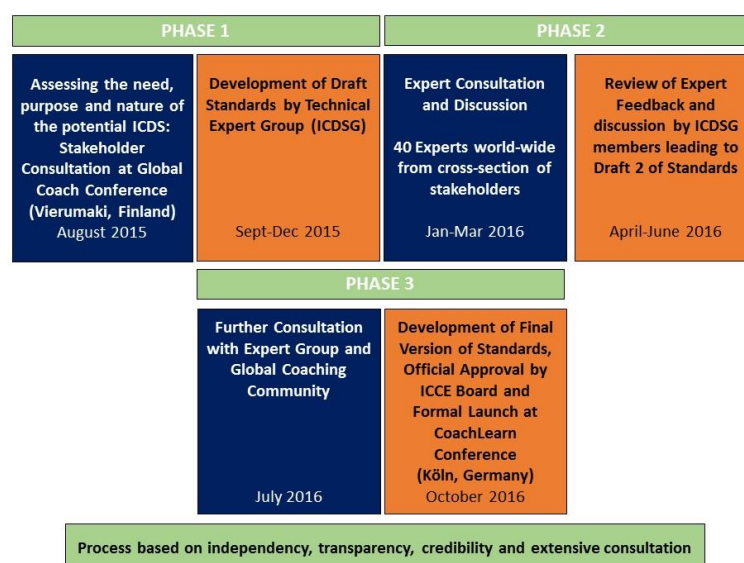 PHASE 1
PHASE 2
Assessing the need,
purpose and nature of
the potential ICDS:
Stakeholder
Consultation at Global
Coach Conference
(Vierumaki, Finland)
August 2015
Development of Draft
Standards by Technical
Expert Group (ICDSG)
Sept-Dec 2015
Expert Consultation
and Discussion
40 Experts world-wide
from cross-section of
stakeholders
Jan-Mar 2016
Review of Expert
Feedback and
discussion by ICDSG
members leading to
Draft 2 of Standards
April-June 2016
PHASE 3
Further Consultation
with Expert Group and
Global Coaching
Community
July 2016
Development of Final
Version of Standards,
Official Approval by
ICCE Board and
Formal Launch at
CoachLearn
Conference
(Köln, Germany)
October 2016
Process based on independency, transparency, credibility and extensive consultation